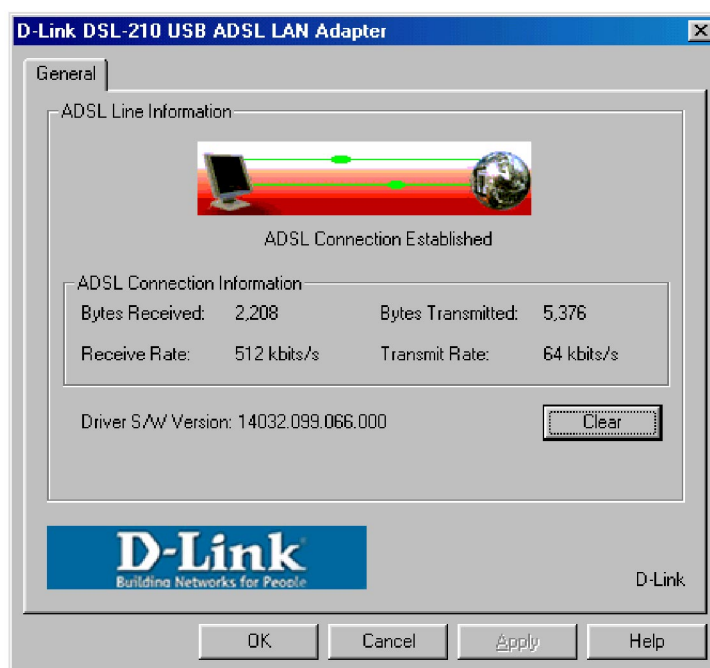 D-Link DSL-210 USB ADSL LAN Adapter
General
ADSL Line Information
ADSL Connection Established
ADSL Connection Information
Bytes Received: 2,208 Bytes Transmitted: 5,376
Receive Rate: 512 kbits/s Transmit Rate: 64 kbits/s
Driver S/W Version: 14032.099.066.000 Clear
D-Link
Building Networks for People
D-Link
OK Cancel Apply Help